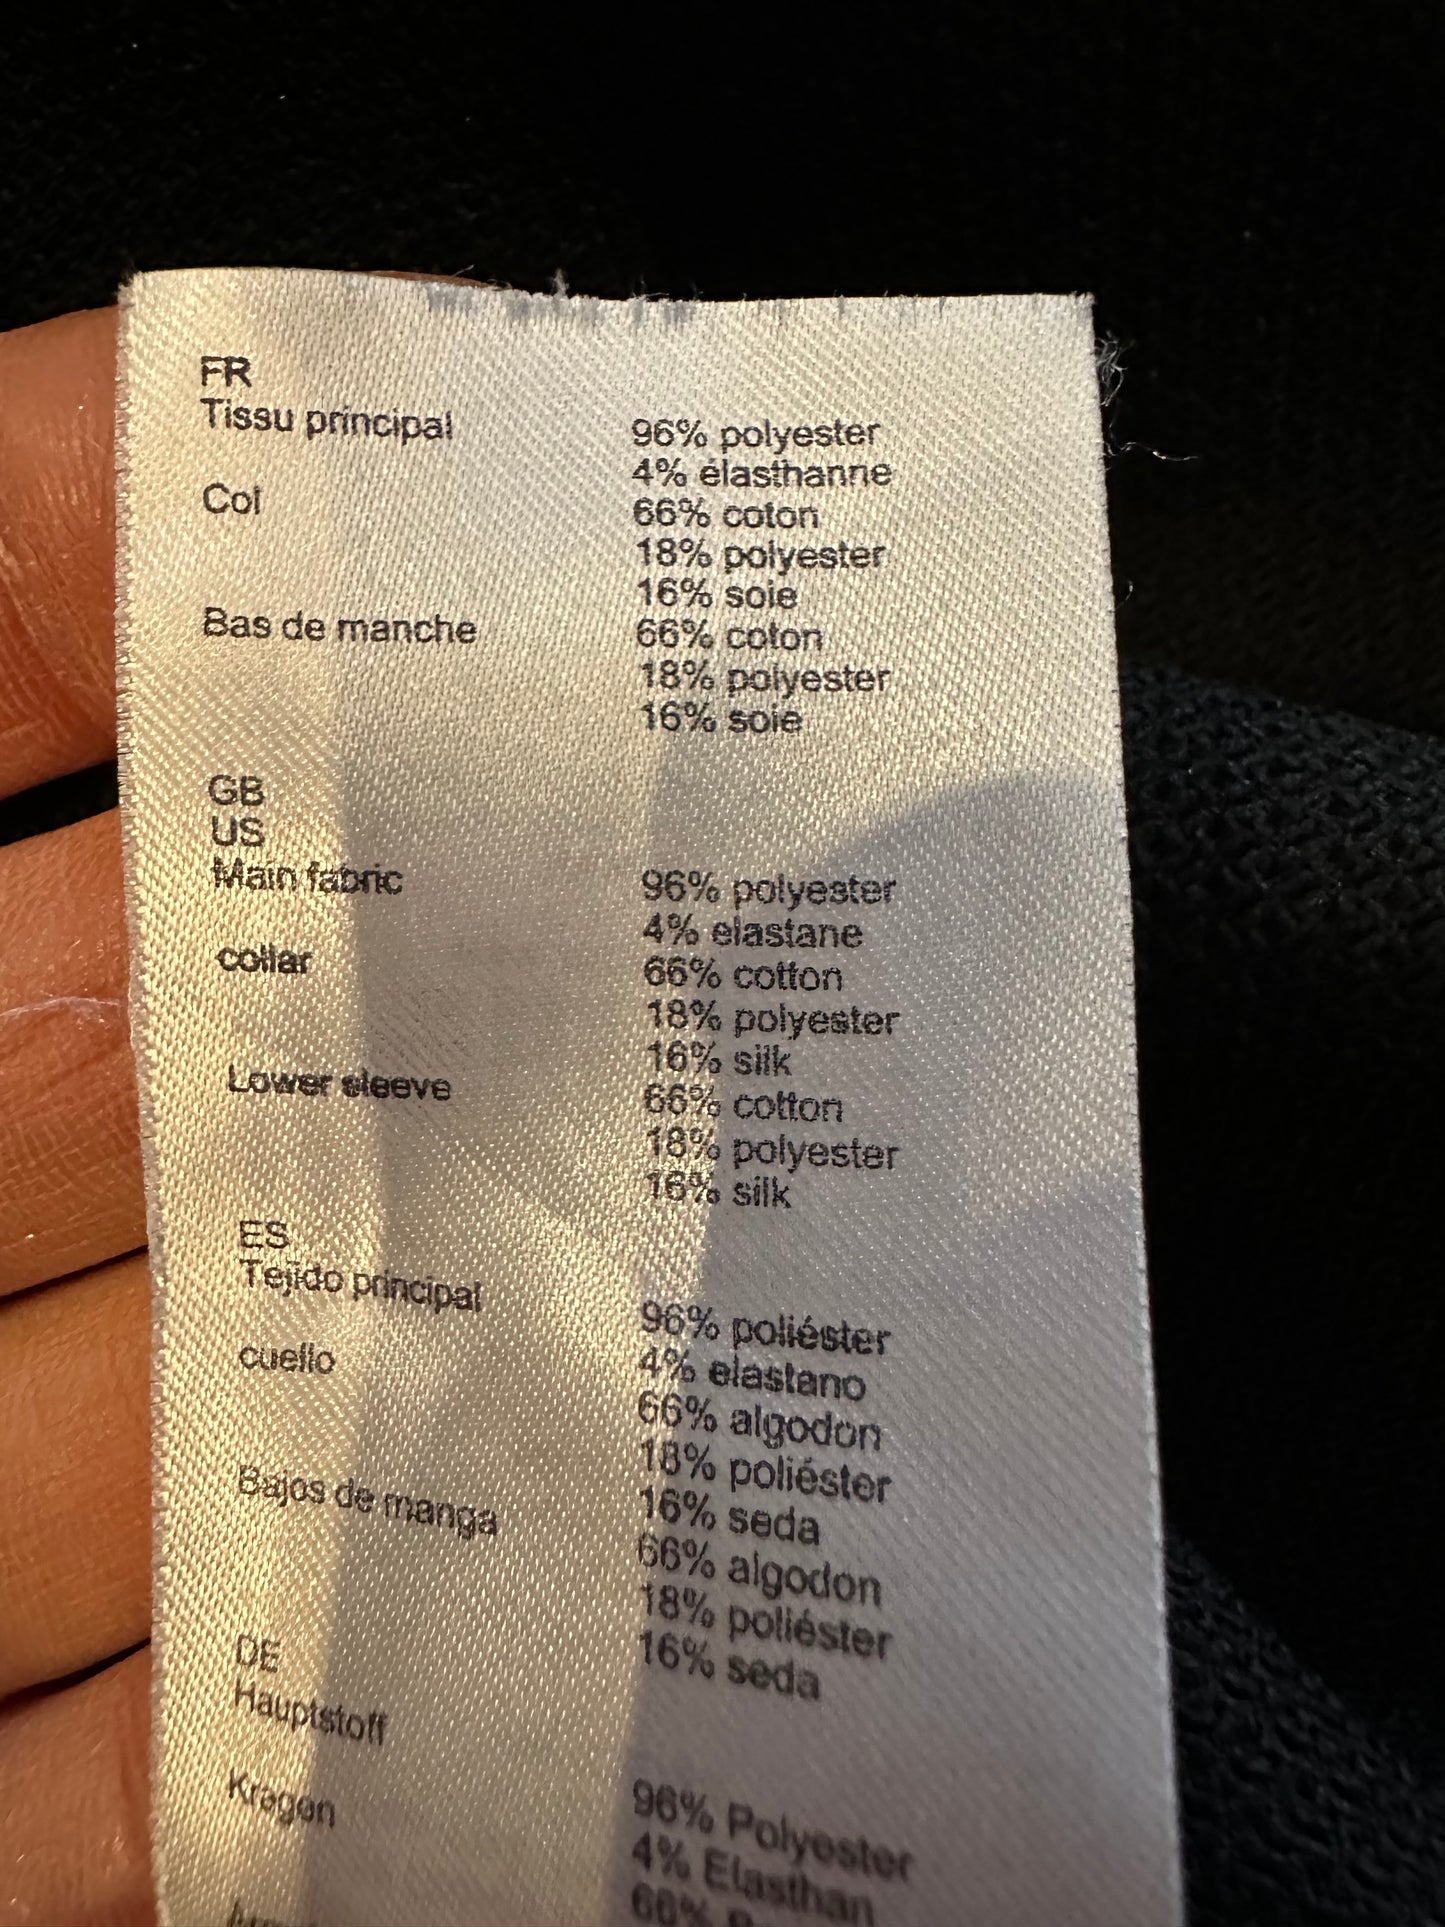 FR
Tissu principal 96% polyester
4% élasthanne
Col 66% coton
18% polyester
16% soie
Bas de manche 66% coton
18% polyester
16% soie
GB
US
Main fabric 96% polyester
4% elastane
collar 66% cotton
18% polyester
16% silk
Lower sleeve 66% cotton
18% polyester
16% silk
ES
Tejido principal 96% poliéster
4% elastano
cuello 66% algodon
18% poliéster
16% seda
Bajos de manga 66% algodon
18% poliéster
16% seda
DE
Hauptstoff 96% Polyester
4% Elasthan
Kragen 66%